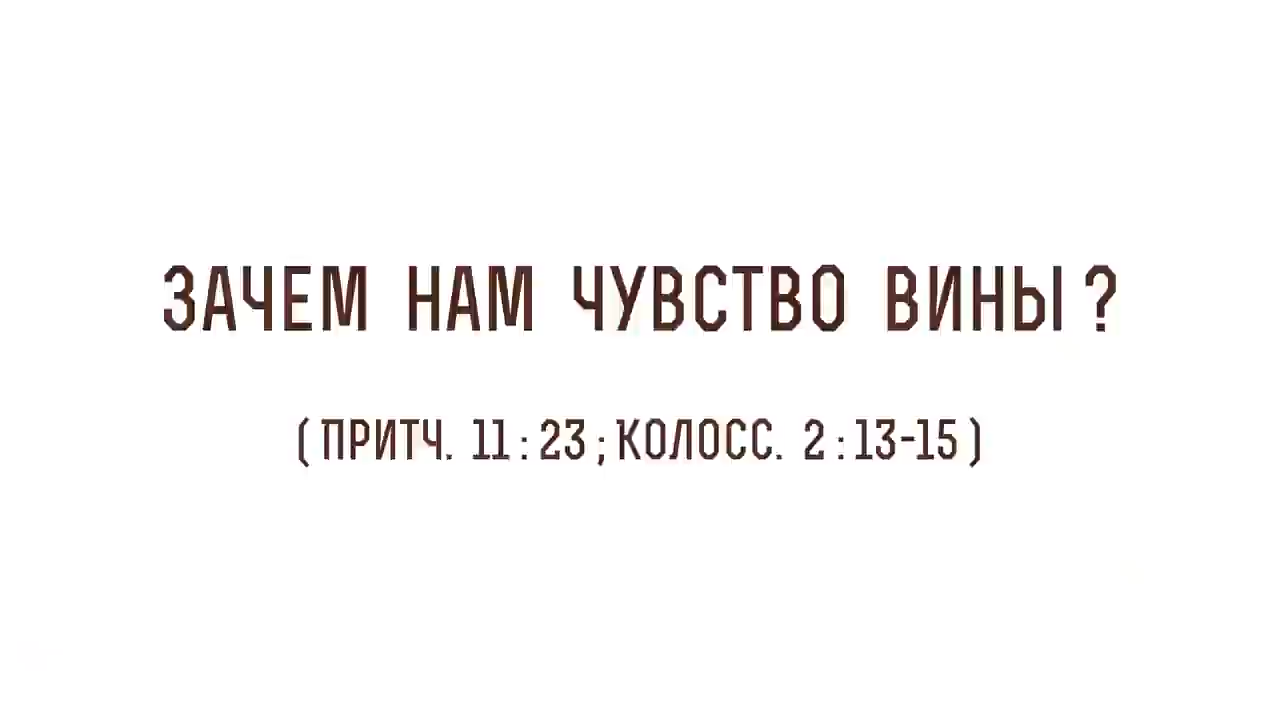 ЗАЧЕМ НАМ ЧУВСТВО ВИНЫ?
(ПРИТЧ. 11:23;КОЛОСС. 2:13-15)